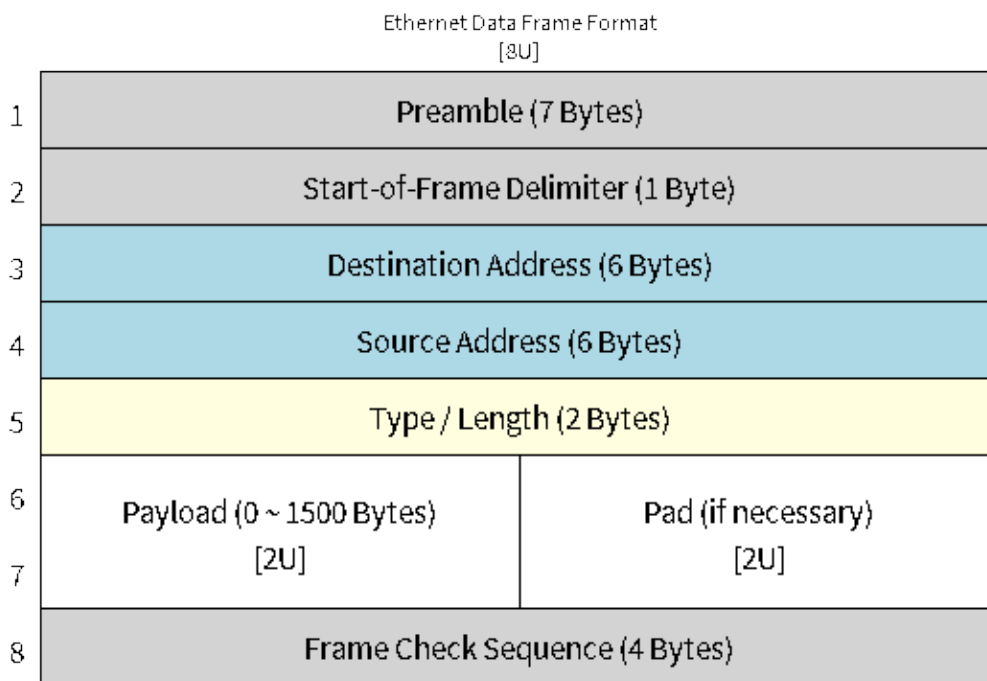 Ethernet Data Frame Format
[8U]
1
Preamble (7 Bytes)
2
Start-of-Frame Delimiter (1 Byte)
3
Destination Address (6 Bytes)
4
Source Address (6 Bytes)
5
Type / Length (2 Bytes)
6
Payload (0 ~ 1500 Bytes)
[2U]
Pad (if necessary)
[2U]
7
8
Frame Check Sequence (4 Bytes)